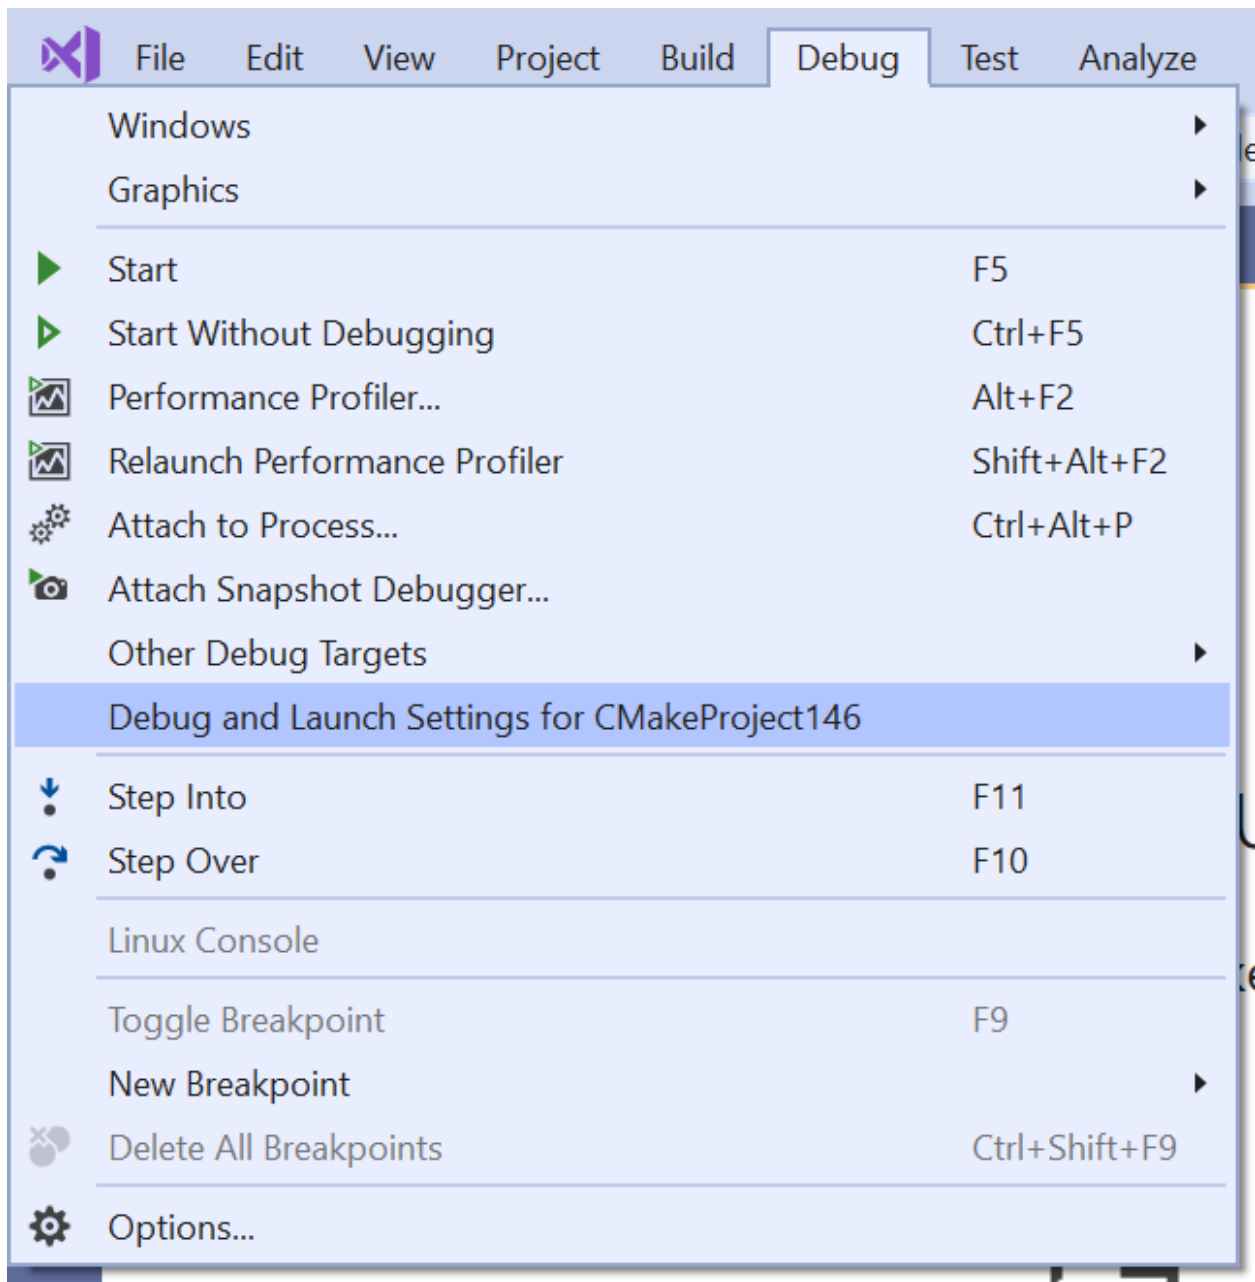 File Edit View Project Build Debug Test Analyze
Windows
Graphics
Start F5
Start Without Debugging Ctrl+F5
Performance Profiler... Alt+F2
Relaunch Performance Profiler Shift+Alt+F2
Attach to Process... Ctrl+Alt+P
Attach Snapshot Debugger...
Other Debug Targets
Debug and Launch Settings for CMakeProject146
Step Into F11
Step Over F10
Linux Console
Toggle Breakpoint F9
New Breakpoint
Delete All Breakpoints Ctrl+Shift+F9
Options...